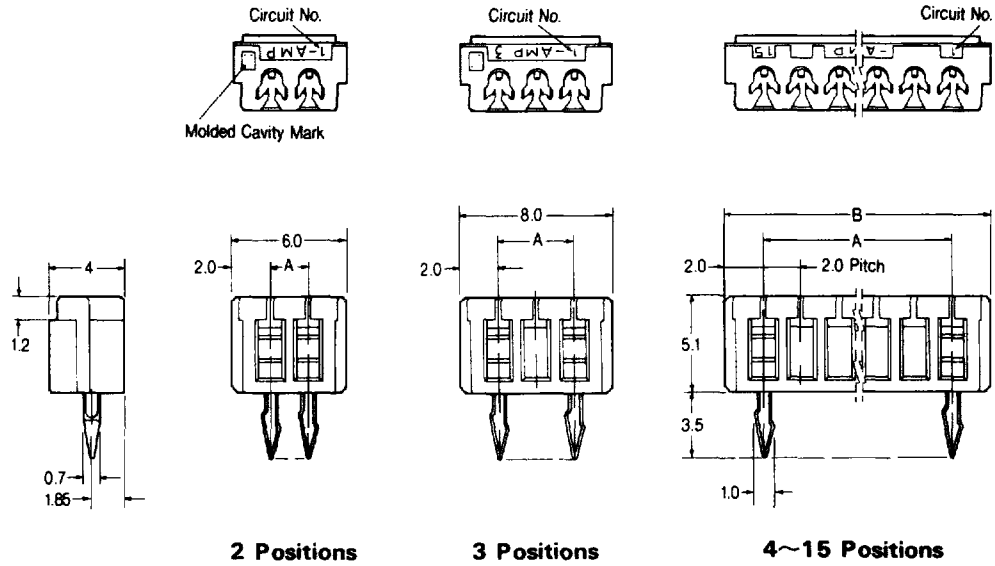 Circuit No.
Circuit No.
Circuit No.
1-AMP
1-AMP 3
15
-AMP
1
Molded Cavity Mark
4
1.2
0.7
1.85
6.0
2.0
A
8.0
A
2.0
B
A
2.0
2.0 Pitch
5.1
3.5
1.0
2 Positions
3 Positions
4~15 Positions